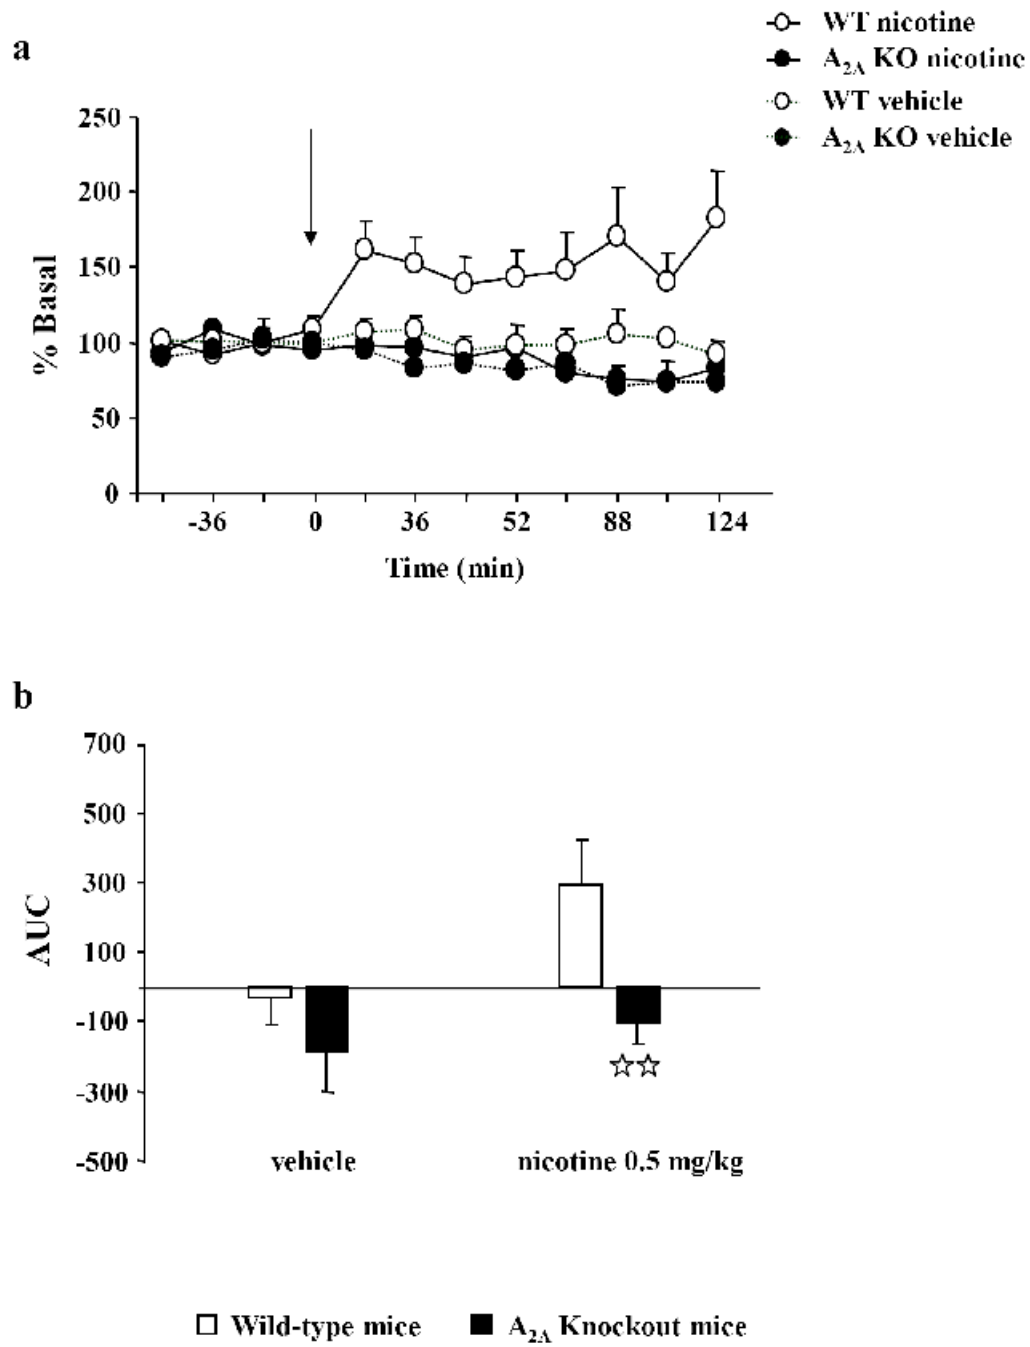 a
WT nicotine
A2A KO nicotine
WT vehicle
A2A KO vehicle
250
200
150
100
50
0
% Basal
-36 0 36 52 88 124
Time (min)
b
700
500
300
100
-100
-300
-500
AUC
☆☆
vehicle nicotine 0.5 mg/kg
Wild-type mice A2A Knockout mice